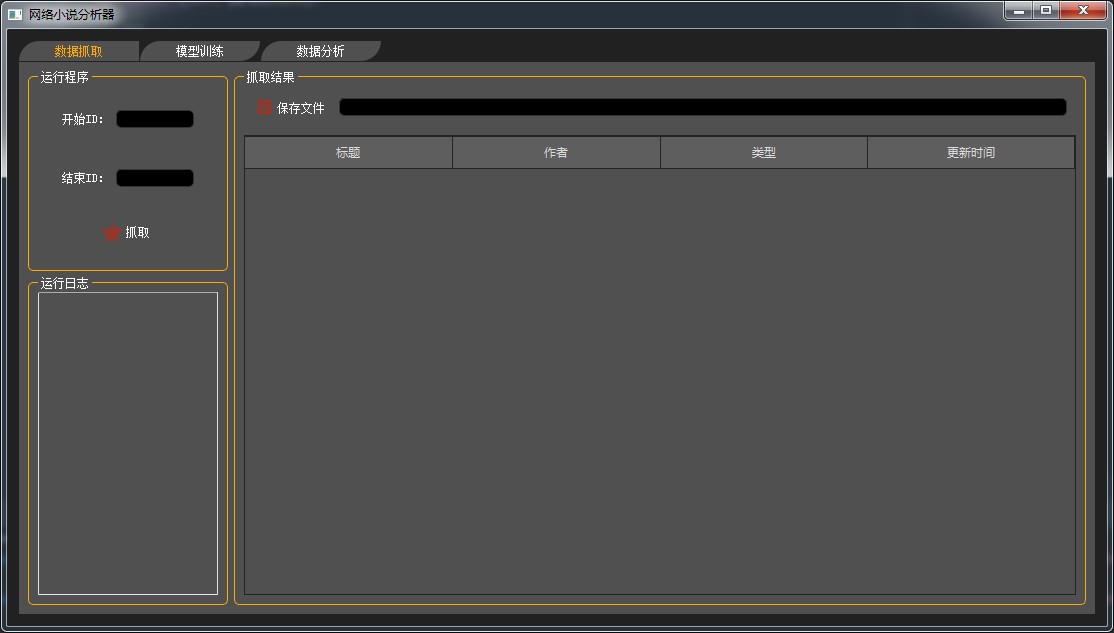 网络小说分析器
数据抓取 模型训练 数据分析
运行程序
开始ID:
结束ID:
抓取
运行日志
抓取结果
保存文件
标题 作者 类型 更新时间